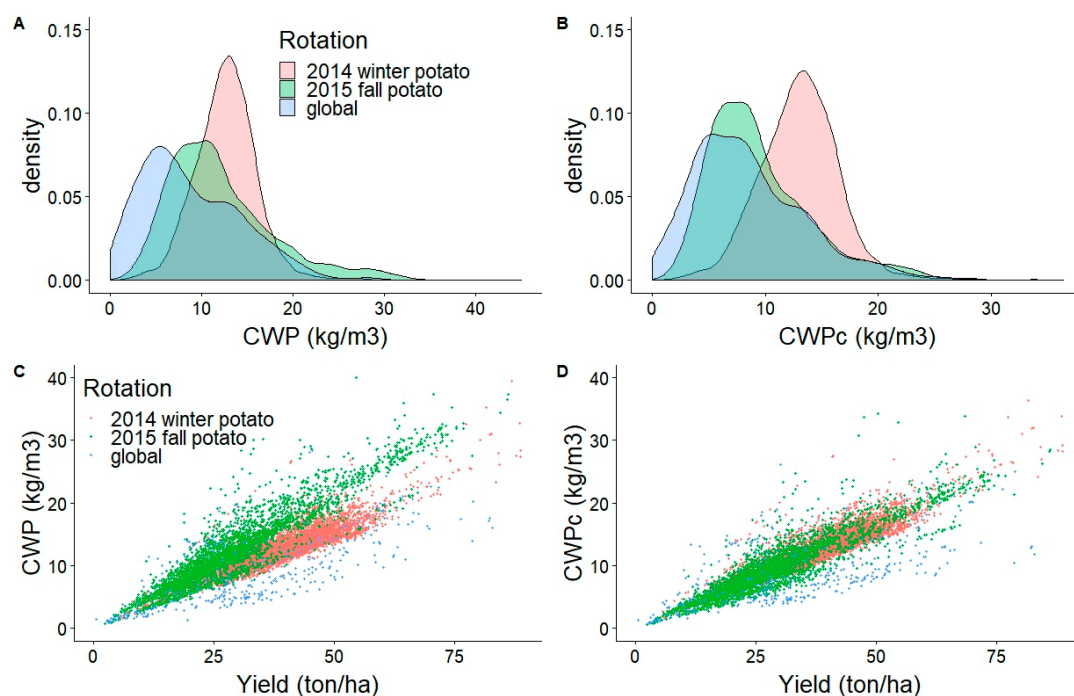 A
0.15
0.10
0.05
0.00
density
0
10
20
30
40
CWP (kg/m3)
Rotation
2014 winter potato
2015 fall potato
global
B
0.15
0.10
0.05
0.00
density
0
10
20
30
CWPc (kg/m3)
C
40
30
20
10
0
CWP (kg/m3)
Rotation
2014 winter potato
2015 fall potato
global
0
25
50
75
Yield (ton/ha)
D
40
30
20
10
0
CWPc (kg/m3)
0
25
50
75
Yield (ton/ha)